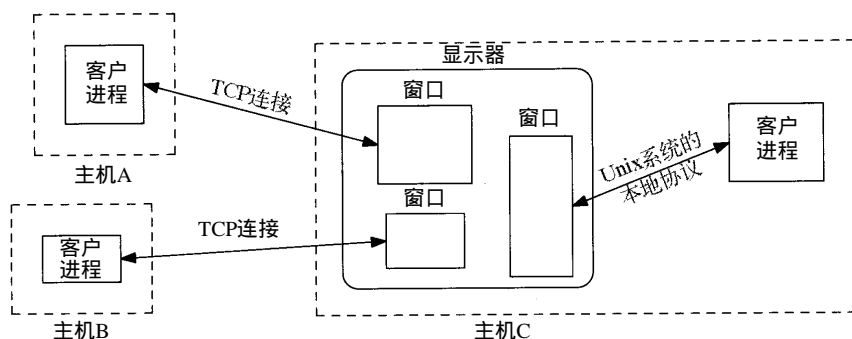 客户
进程
主机A
TCP连接
显示器
窗口
窗口
窗口
Unix系统的
本地协议
客户
进程
客户
进程
主机B
TCP连接
主机C